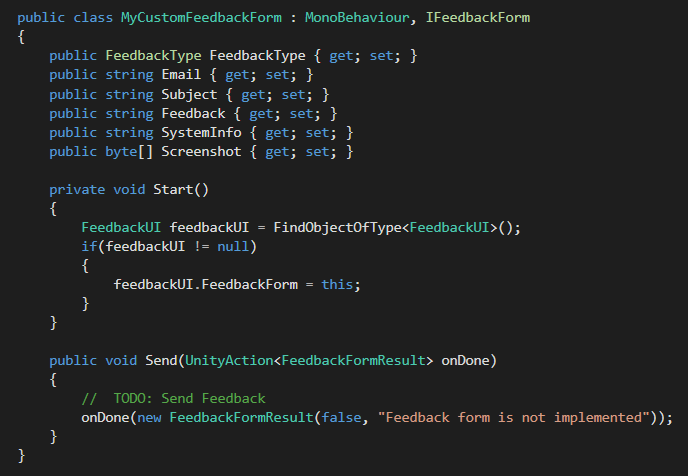 public class MyCustomFeedbackForm : MonoBehaviour, IFeedbackForm
{
    public FeedbackType FeedbackType { get; set; }
    public string Email { get; set; }
    public string Subject { get; set; }
    public string Feedback { get; set; }
    public string SystemInfo { get; set; }
    public byte[] Screenshot { get; set; }

    private void Start()
    {
        FeedbackUI feedbackUI = FindObjectOfType<FeedbackUI>();
        if(feedbackUI != null)
        {
            feedbackUI.FeedbackForm = this;
        }
    }

    public void Send(UnityAction<FeedbackFormResult> onDone)
    {
        //  TODO: Send Feedback
        onDone(new FeedbackFormResult(false, "Feedback form is not implemented"));
    }
}